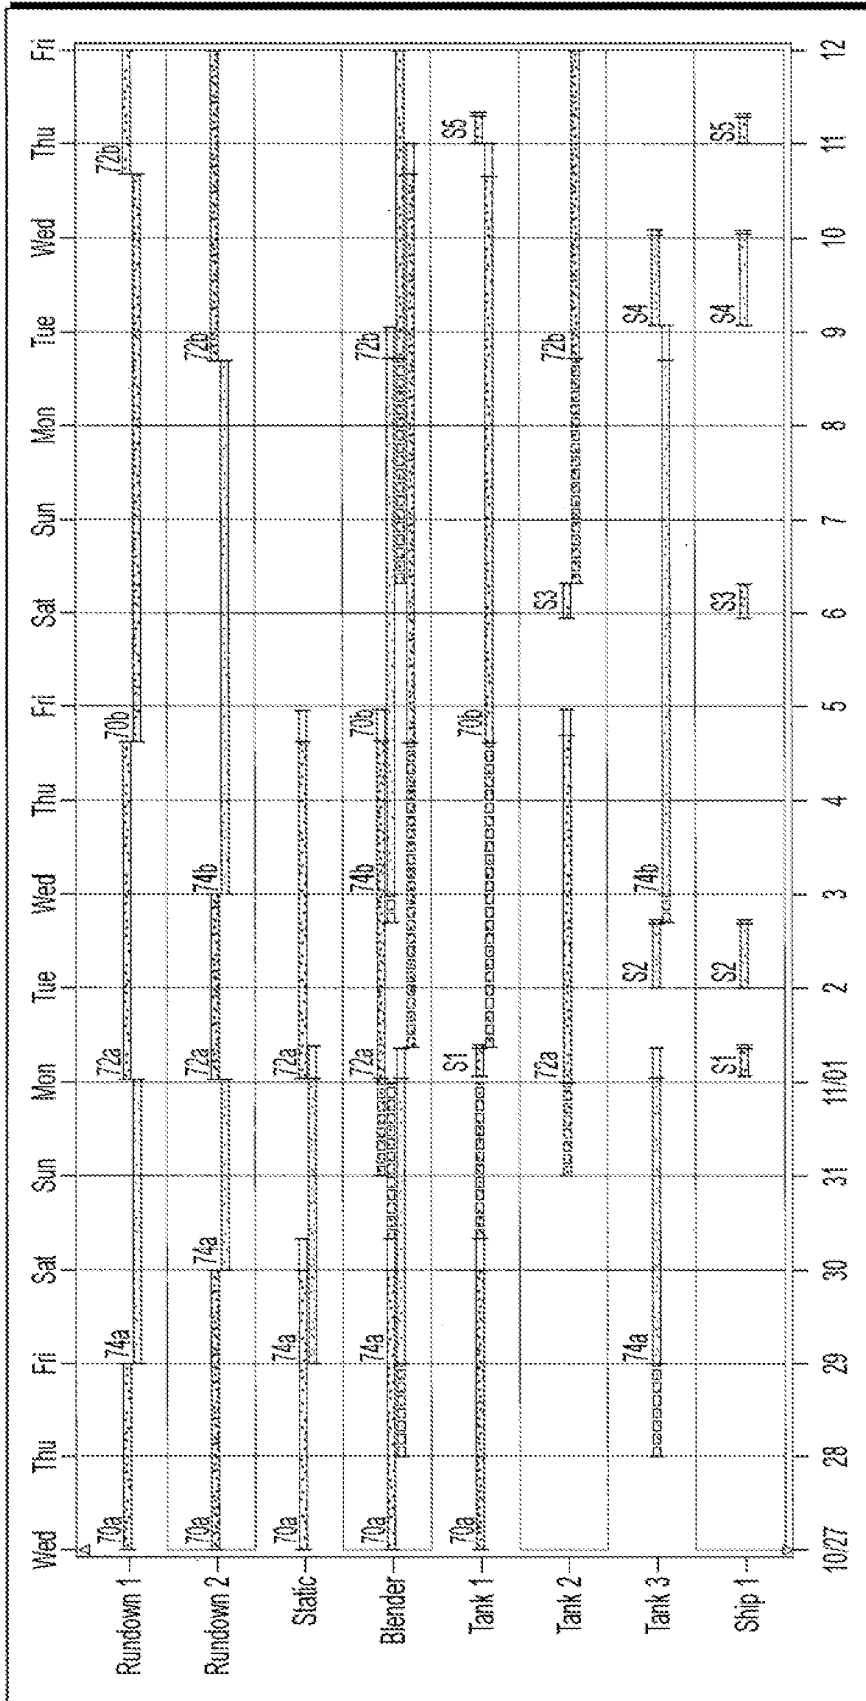 Wed Thu Fri Sat Sun Mon Tue Wed Thu Fri Sat Sun Mon Tue Wed Thu Fri
Rundown 1 70a 74a 72a 70b 72b
Rundown 2 70a 74a 72a 74b 72b
Static 70a 74a 72a
Blender 70a 74a 72a 74b 70b 72b
Tank 1 70a S1 70b S5
Tank 2 72a S3 72b
Tank 3 74a S2 74b S4
Ship 1 S1 S2 S3 S4 S5
10/27 28 29 30 31 11/01 2 3 4 5 6 7 8 9 10 11 12